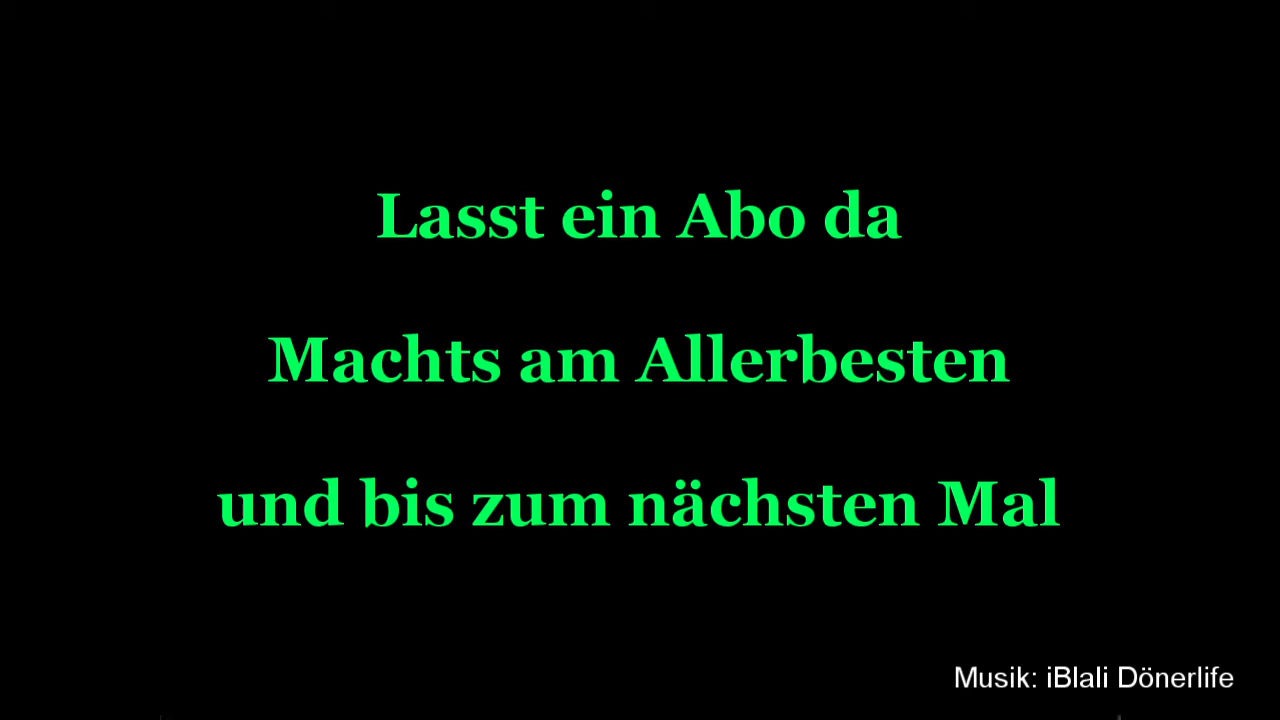 Lasst ein Abo da
Machts am Allerbesten
und bis zum nächsten Mal
Musik: iBlali Dönerlife